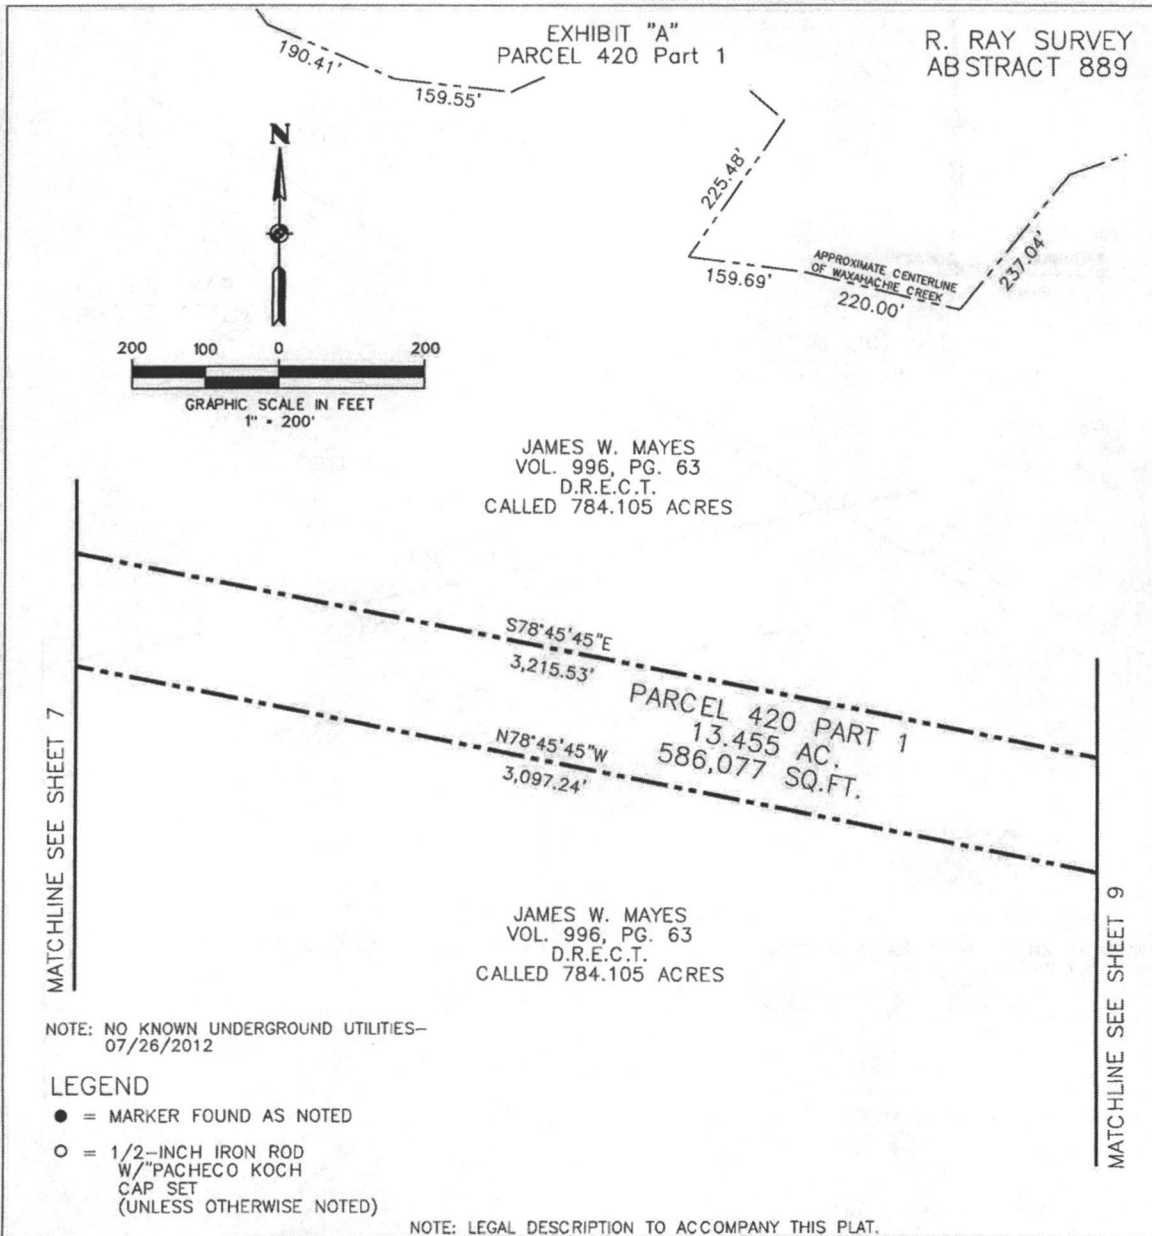 EXHIBIT "A"
PARCEL 420 Part 1
R. RAY SURVEY
ABSTRACT 889
190.41'
159.55'
225.48'
159.69'
APPROXIMATE CENTERLINE
OF WAXAHACHIE CREEK
220.00'
237.04'
N
200 100 0 200
GRAPHIC SCALE IN FEET
1" = 200'
JAMES W. MAYES
VOL. 996, PG. 63
D.R.E.C.T.
CALLED 784.105 ACRES
S78°45'45"E
3,215.53'
PARCEL 420 PART 1
13.455 AC.
586,077 SQ.FT.
N78°45'45"W
3,097.24'
MATCHLINE SEE SHEET 7
MATCHLINE SEE SHEET 9
JAMES W. MAYES
VOL. 996, PG. 63
D.R.E.C.T.
CALLED 784.105 ACRES
NOTE: NO KNOWN UNDERGROUND UTILITIES-
07/26/2012
LEGEND
● = MARKER FOUND AS NOTED
○ = 1/2-INCH IRON ROD
W/"PACHECO KOCH
CAP SET
(UNLESS OTHERWISE NOTED)
NOTE: LEGAL DESCRIPTION TO ACCOMPANY THIS PLAT.